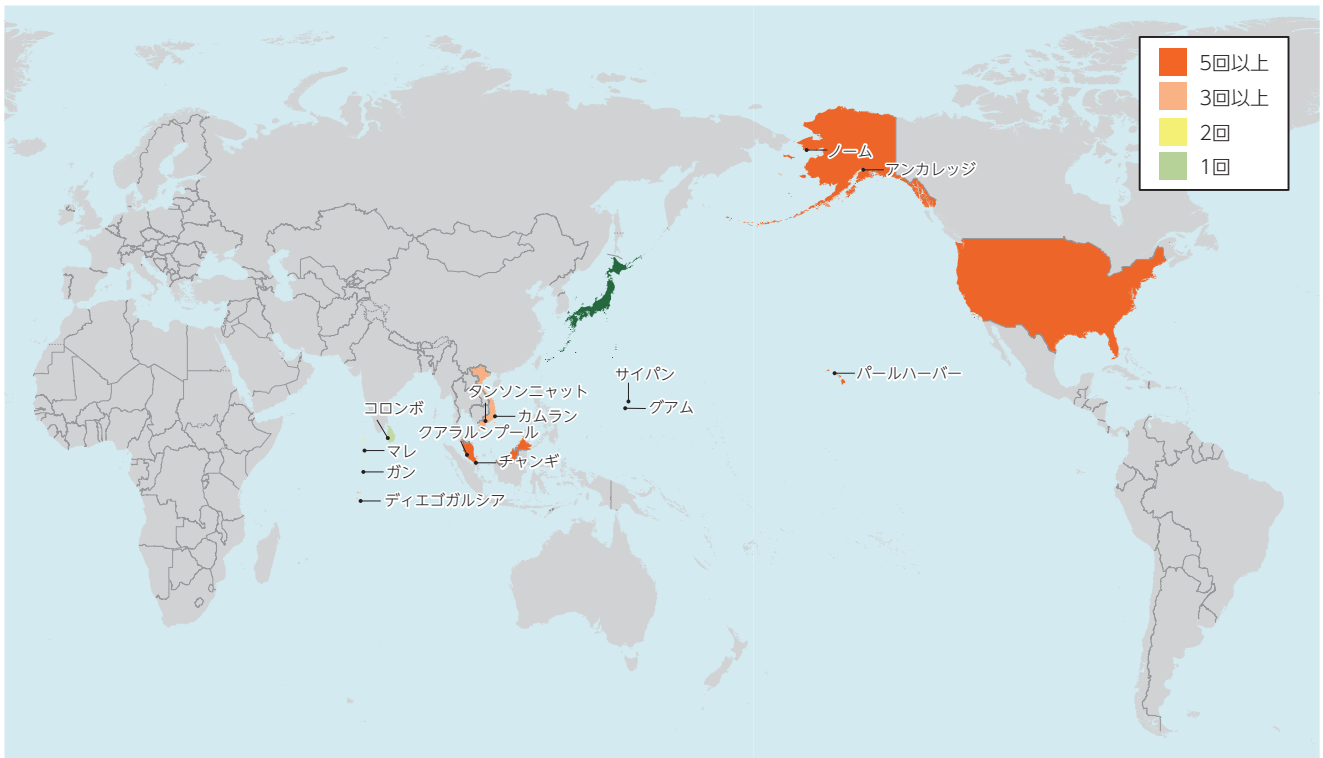 5回以上
3回以上
2回
1回
ノーム
アンカレッジ
パールハーバー
サイパン
グアム
タンソンニャット
コロンボ
カムラン
クアラルンプール
マレ
チャンギ
ガン
ディエゴガルシア